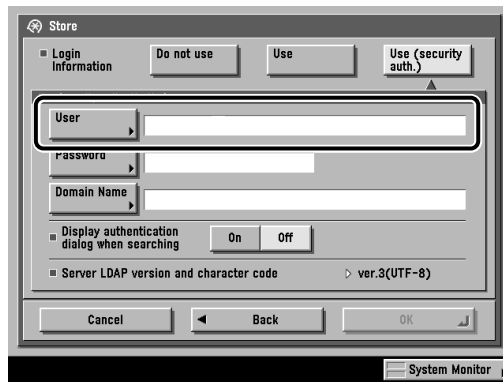 Store
Login
Information
Do not use
Use
Use (security
auth.)
User
Password
Domain Name
Display authentication
dialog when searching
On
Off
Server LDAP version and character code
ver.3(UTF-8)
Cancel
Back
OK
System Monitor